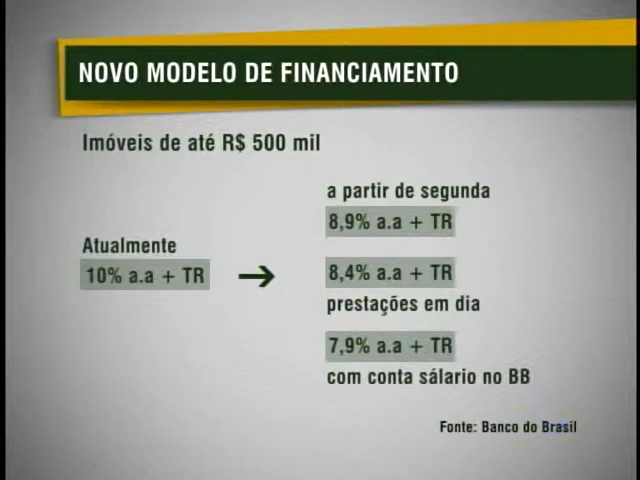 NOVO MODELO DE FINANCIAMENTO
Imóveis de até R$ 500 mil
Atualmente
10% a.a + TR
→
a partir de segunda
8,9% a.a + TR
8,4% a.a + TR
prestações em dia
7,9% a.a + TR
com conta sálario no BB
Fonte: Banco do Brasil